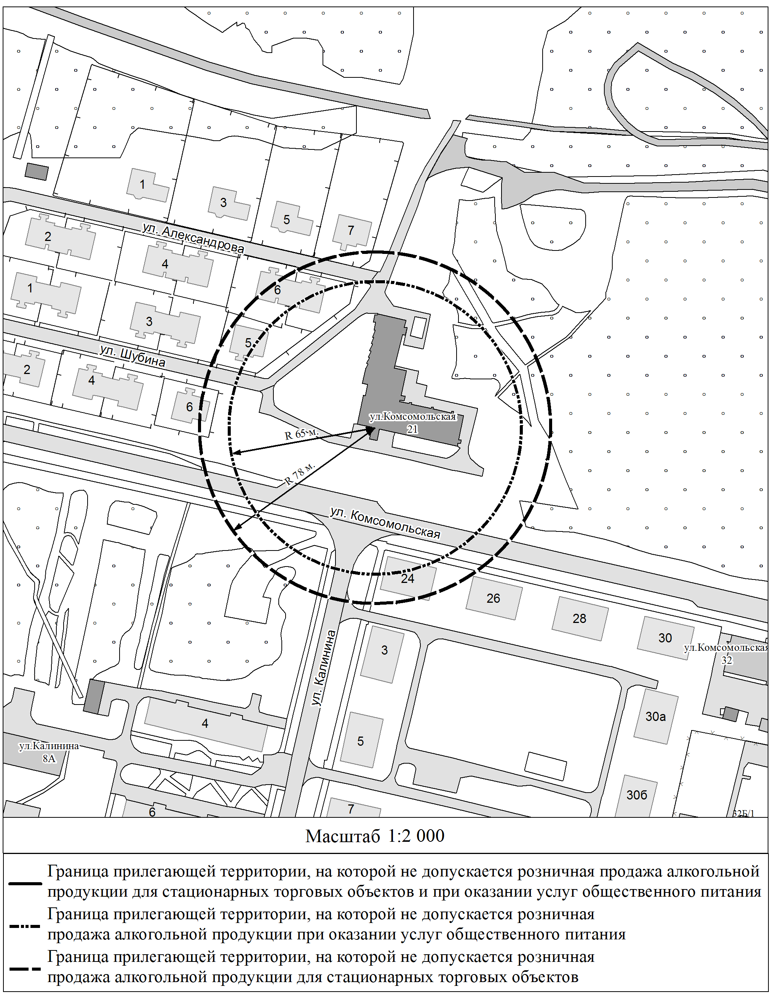 1
3
5
7
ул. Александрова
2
4
6
1
3
5
ул. Шубина
2
4
6
ул.Комсомольская
21
R 65 м.
R 78 м.
ул. Комсомольская
24
26
28
30
ул.Комсомольская
32
ул. Калинина
3
30а
4
5
ул.Калинина
8А
30б
6
7
32Б/1
Масштаб 1:2 000
Граница прилегающей территории, на которой не допускается розничная продажа алкогольной
продукции для стационарных торговых объектов и при оказании услуг общественного питания
Граница прилегающей территории, на которой не допускается розничная
продажа алкогольной продукции при оказании услуг общественного питания
Граница прилегающей территории, на которой не допускается розничная
продажа алкогольной продукции для стационарных торговых объектов